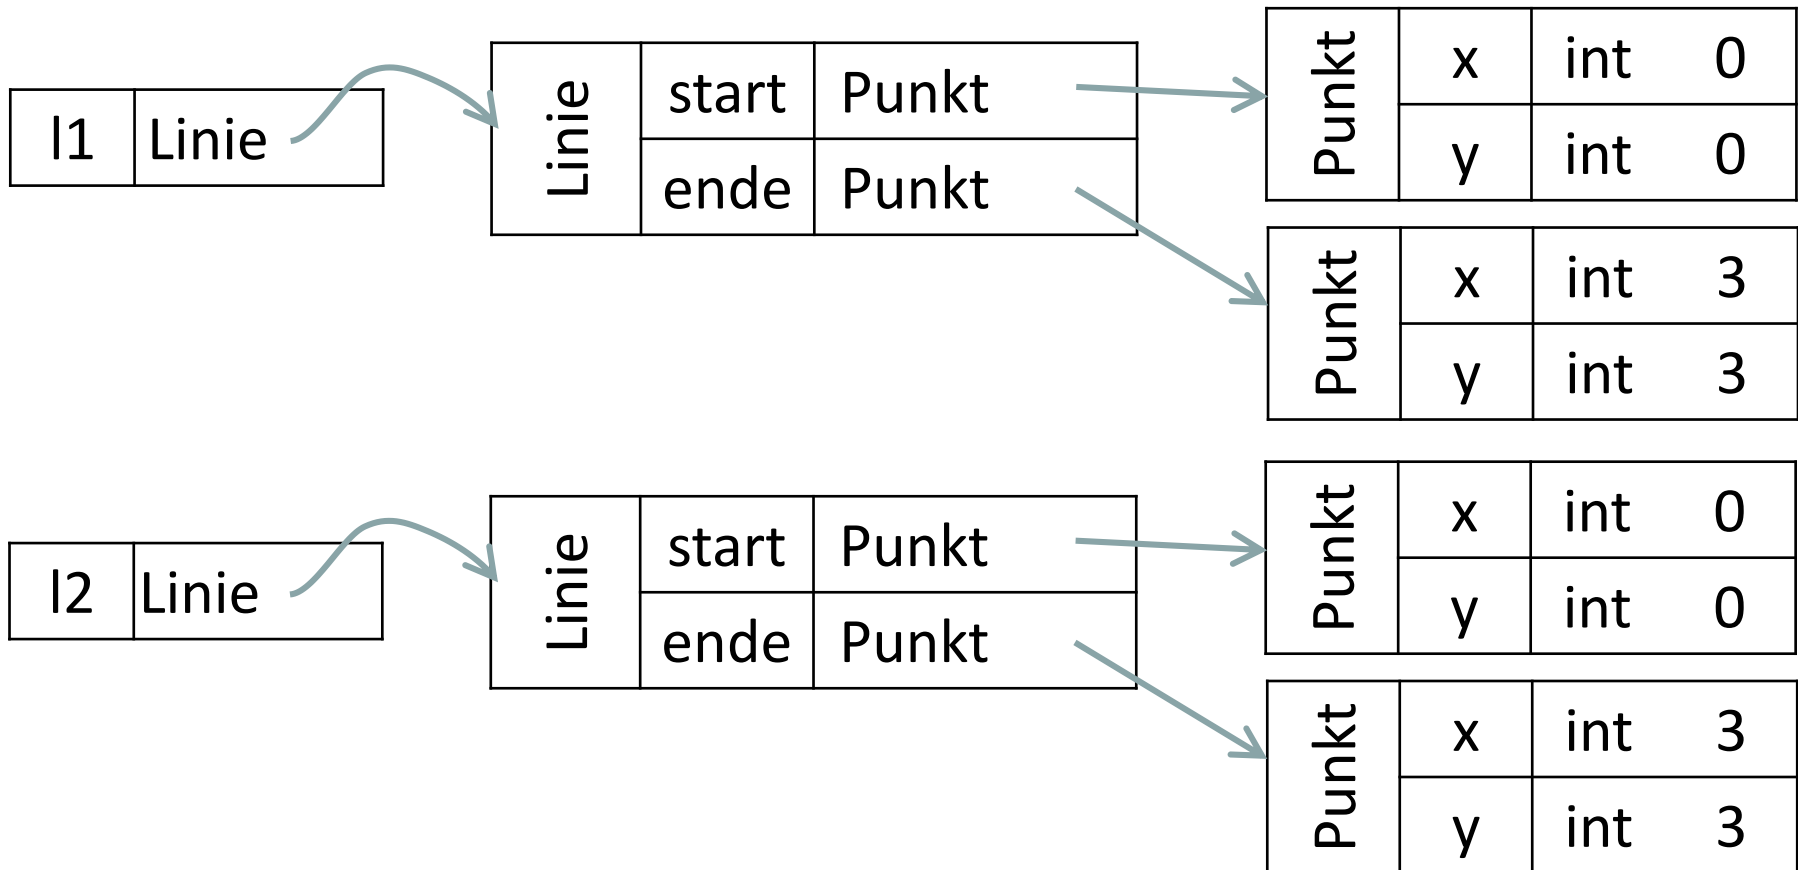 l1 Linie
Linie
start Punkt
ende Punkt
Punkt
x int 0
y int 0
Punkt
x int 3
y int 3
l2 Linie
Linie
start Punkt
ende Punkt
Punkt
x int 0
y int 0
Punkt
x int 3
y int 3